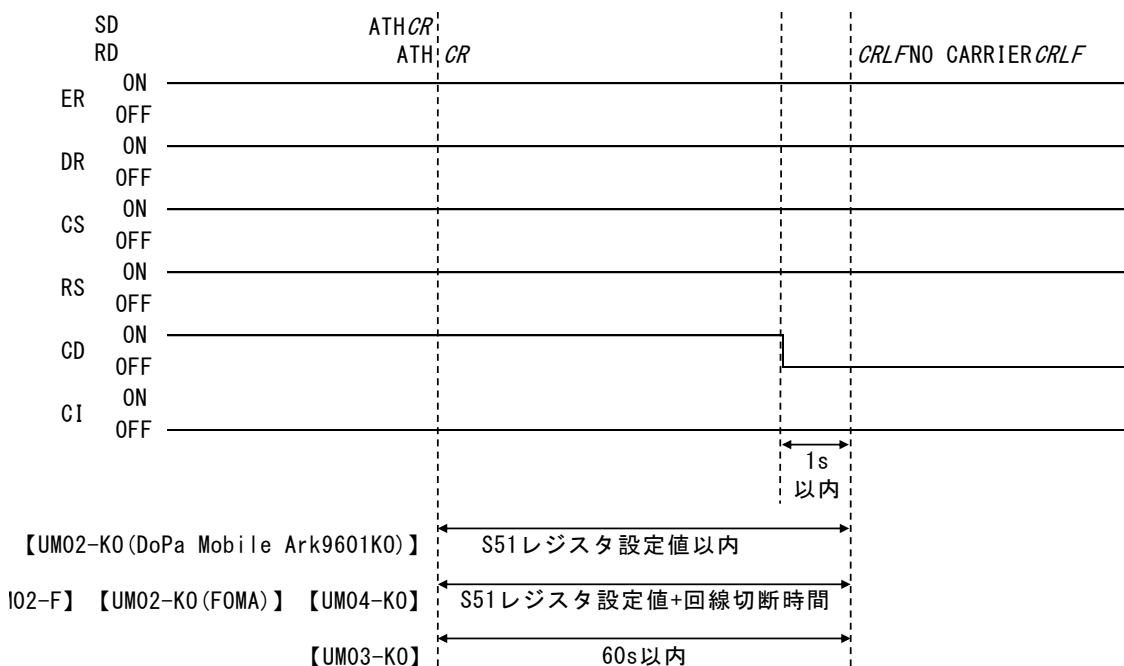 SD ATHCR
RD ATH CR CRLFNO CARRIERCRLF
ER ON
OFF
DR ON
OFF
CS ON
OFF
RS ON
OFF
CD ON
OFF
CI ON
OFF
1s
以内
【UM02-KO(DoPa Mobile Ark9601KO)】 S51レジスタ設定値以内
02-F】 【UM02-KO(FOMA)】 【UM04-KO】 S51レジスタ設定値+回線切断時間
【UM03-KO】 60s以内